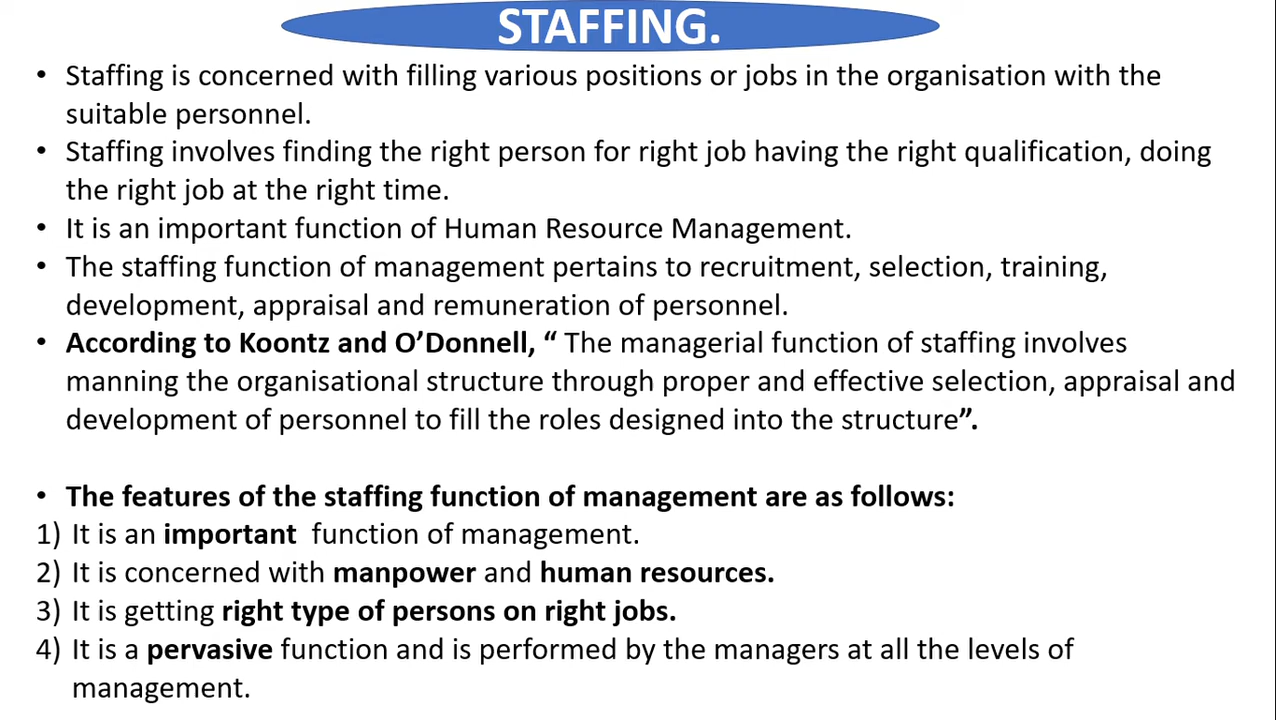 STAFFING.
• Staffing is concerned with filling various positions or jobs in the organisation with the
suitable personnel.
• Staffing involves finding the right person for right job having the right qualification, doing
the right job at the right time.
• It is an important function of Human Resource Management.
• The staffing function of management pertains to recruitment, selection, training,
development, appraisal and remuneration of personnel.
• According to Koontz and O’Donnell, “ The managerial function of staffing involves
manning the organisational structure through proper and effective selection, appraisal and
development of personnel to fill the roles designed into the structure”.
• The features of the staffing function of management are as follows:
1) It is an important  function of management.
2) It is concerned with manpower and human resources.
3) It is getting right type of persons on right jobs.
4) It is a pervasive function and is performed by the managers at all the levels of
management.